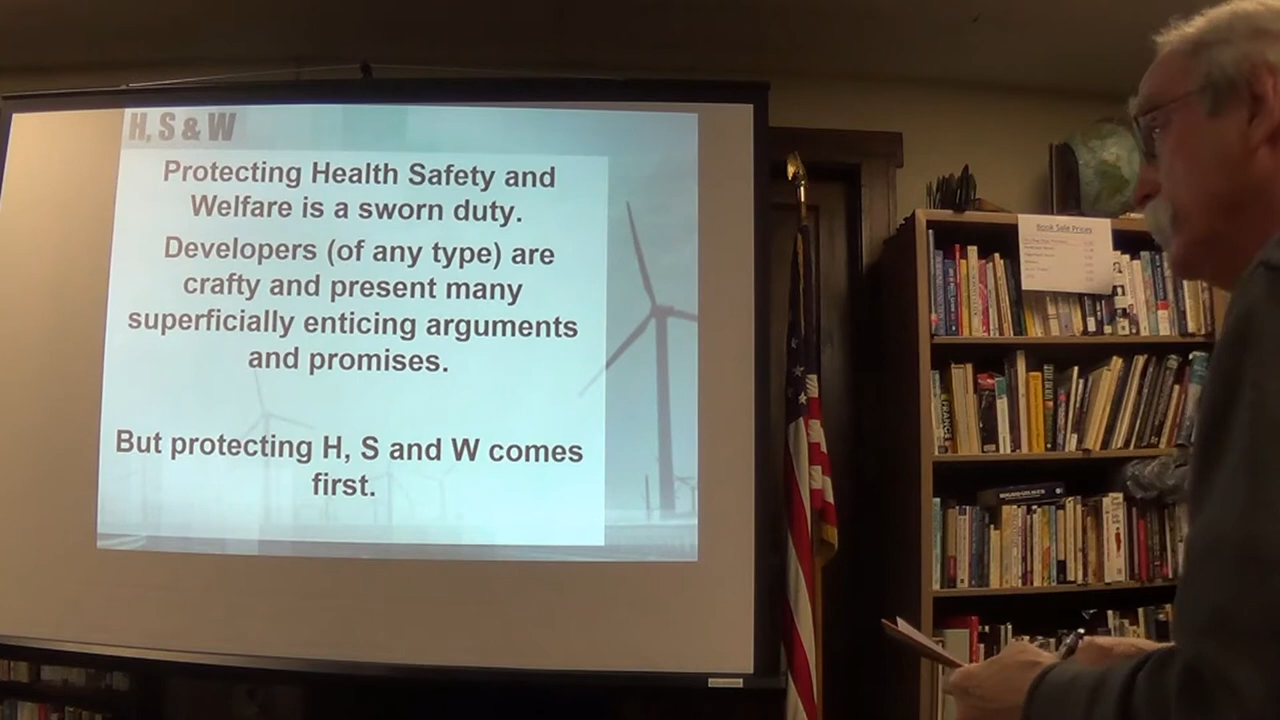 H, S & W
Protecting Health Safety and
Welfare is a sworn duty.
Developers (of any type) are
crafty and present many
superficially enticing arguments
and promises.
But protecting H, S and W comes
first.
Book Sale Prices
FRANCE